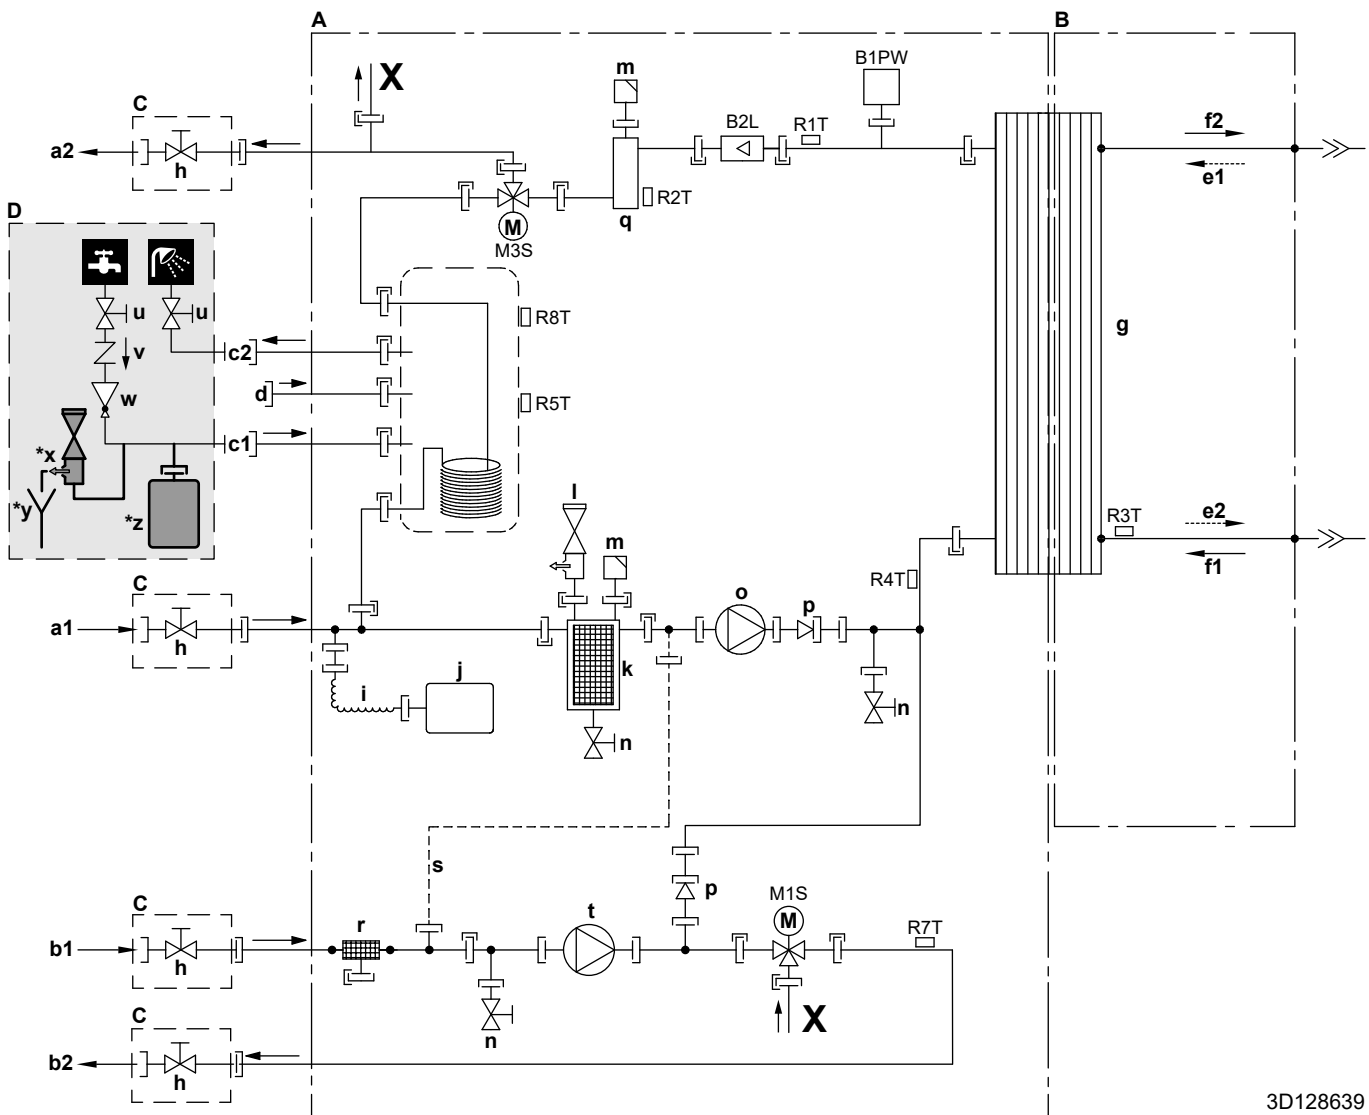 A
B
X
m
B1PW
C
B2L
R1T
f2
a2
h
e1
D
R2T
q
M
M3S
u
u
R8T
g
v
c2
w
d
R5T
c1
*x
*y
*z
l
m
R3T
e2
f1
C
R4T
a1
o
p
h
k
i
j
n
n
s
p
M1S
C
r
t
M
R7T
b1
h
X
C
n
b2
h
3D128639